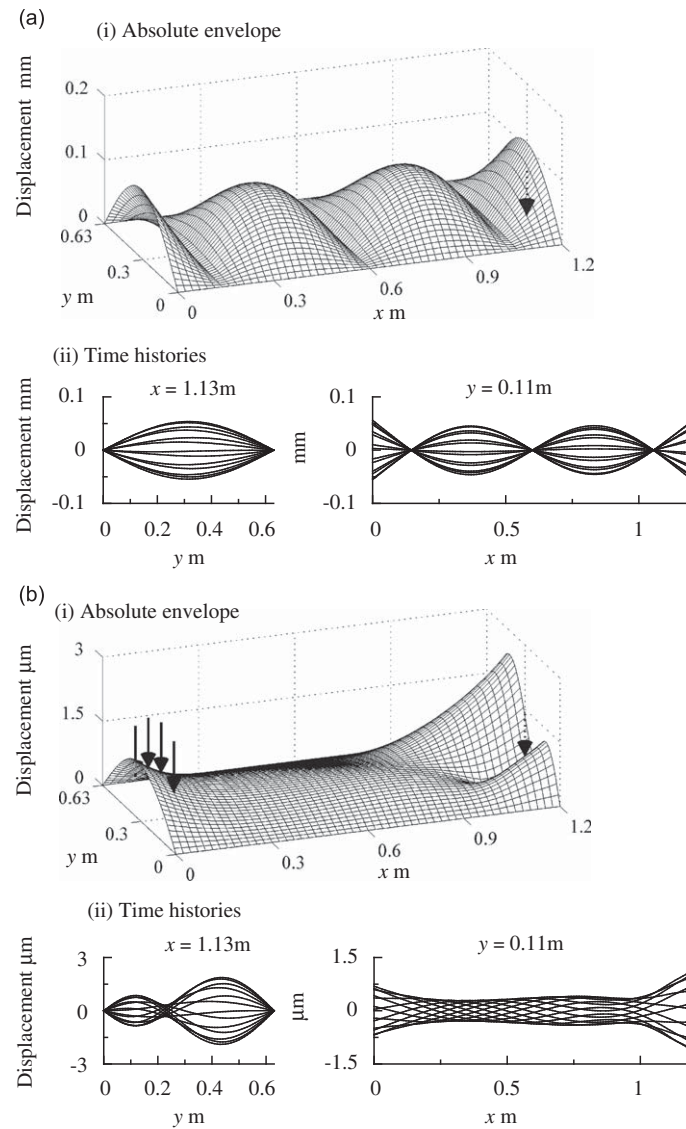 (a)
(i) Absolute envelope
Displacement mm
0.2
0.1
0
0.63
0.3
0
y m
0
0.3
0.6
0.9
1.2
x m
(ii) Time histories
x = 1.13m
y = 0.11m
Displacement mm
0.1
0
-0.1
0
0.2
0.4
0.6
y m
mm
0.1
0
-0.1
0
0.5
1
x m
(b)
(i) Absolute envelope
Displacement μm
3
1.5
0
0.63
0.3
0
y m
0
0.3
0.6
0.9
1.2
x m
(ii) Time histories
x = 1.13m
y = 0.11m
Displacement μm
3
0
-3
0
0.2
0.4
0.6
y m
μm
1.5
0
-1.5
0
0.5
1
x m